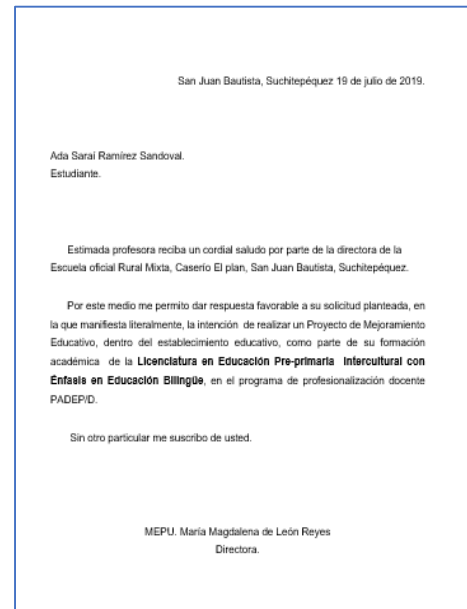 San Juan Bautista, Suchitepéquez 19 de julio de 2019.
Ada Saraí Ramírez Sandoval.
Estudiante.
Estimada profesora reciba un cordial saludo por parte de la directora de la
Escuela oficial Rural Mixta, Caserío El plan, San Juan Bautista, Suchitepéquez.
Por este medio me permito dar respuesta favorable a su solicitud planteada, en
la que manifiesta literalmente, la intención de realizar un Proyecto de Mejoramiento
Educativo, dentro del establecimiento educativo, como parte de su formación
académica de la Licenciatura en Educación Pre-primaria Intercultural con
Énfasis en Educación Bilingüe, en el programa de profesionalización docente
PADEP/D.
Sin otro particular me suscribo de usted.
MEPU. María Magdalena de León Reyes
Directora.